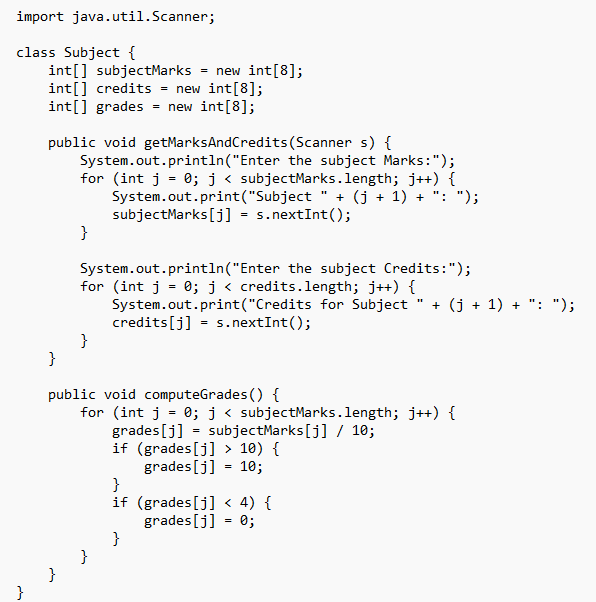 import java.util.Scanner;

class Subject {
    int[] subjectMarks = new int[8];
    int[] credits = new int[8];
    int[] grades = new int[8];

    public void getMarksAndCredits(Scanner s) {
        System.out.println("Enter the subject Marks:");
        for (int j = 0; j < subjectMarks.length; j++) {
            System.out.print("Subject " + (j + 1) + ": ");
            subjectMarks[j] = s.nextInt();
        }

        System.out.println("Enter the subject Credits:");
        for (int j = 0; j < credits.length; j++) {
            System.out.print("Credits for Subject " + (j + 1) + ": ");
            credits[j] = s.nextInt();
        }
    }

    public void computeGrades() {
        for (int j = 0; j < subjectMarks.length; j++) {
            grades[j] = subjectMarks[j] / 10;
            if (grades[j] > 10) {
                grades[j] = 10;
            }
            if (grades[j] < 4) {
                grades[j] = 0;
            }
        }
    }
}